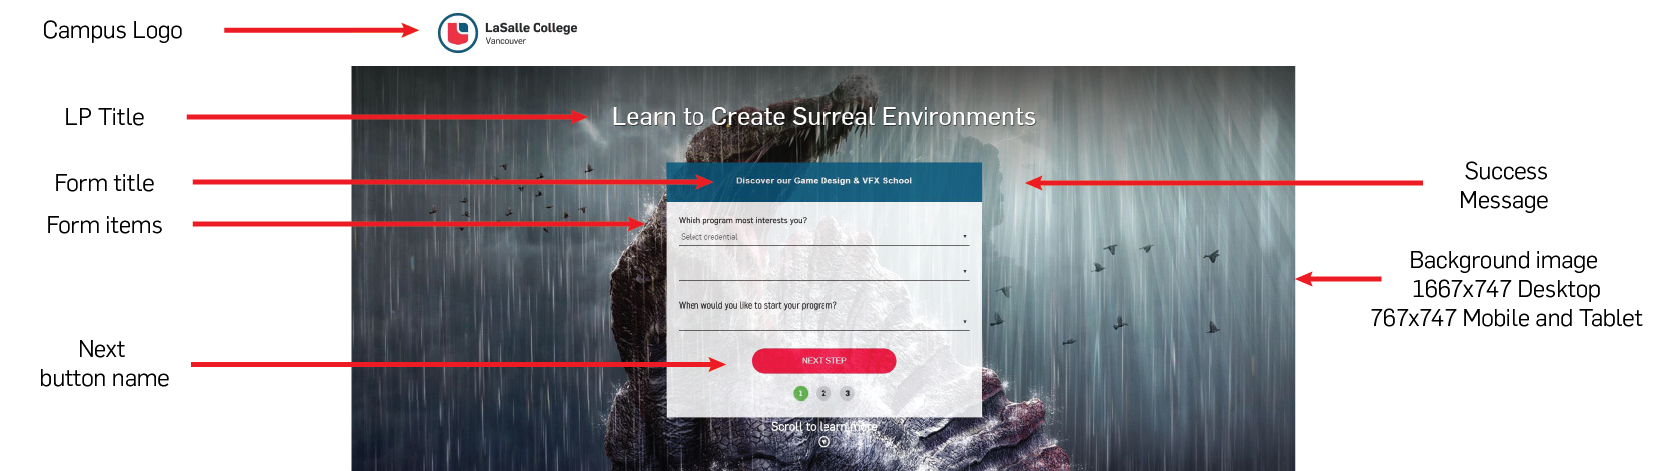 Campus Logo
LaSalle College
Vancouver
LP Title
Learn to Create Surreal Environments
Form title
Discover our Game Design & VFX School
Success
Message
Form items
Which program most interests you?
Select credential
Background image
1667x747 Desktop
767x747 Mobile and Tablet
When would you like to start your program?
Next
button name
NEXT STEP
1 2 3
Scroll to learn more